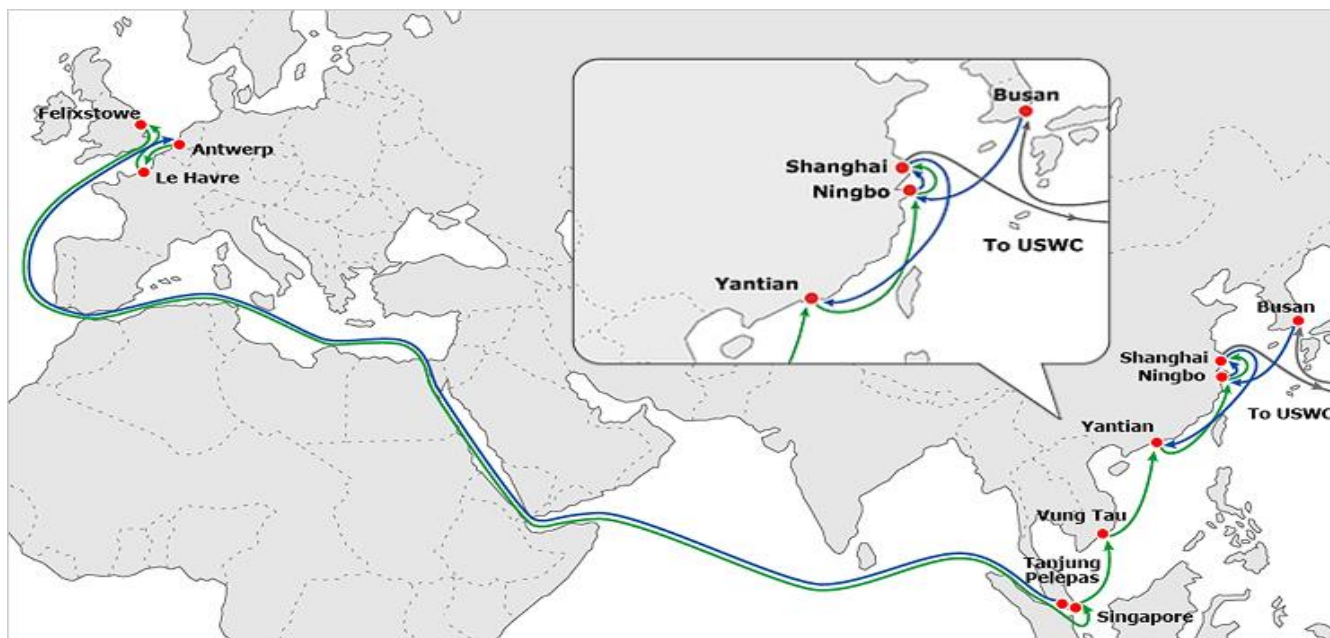 Felixstowe
Antwerp
Le Havre
Busan
Shanghai
Ningbo
To USWC
Yantian
Busan
Shanghai
Ningbo
To USWC
Yantian
Vung Tau
Tanjung
Pelepas
Singapore